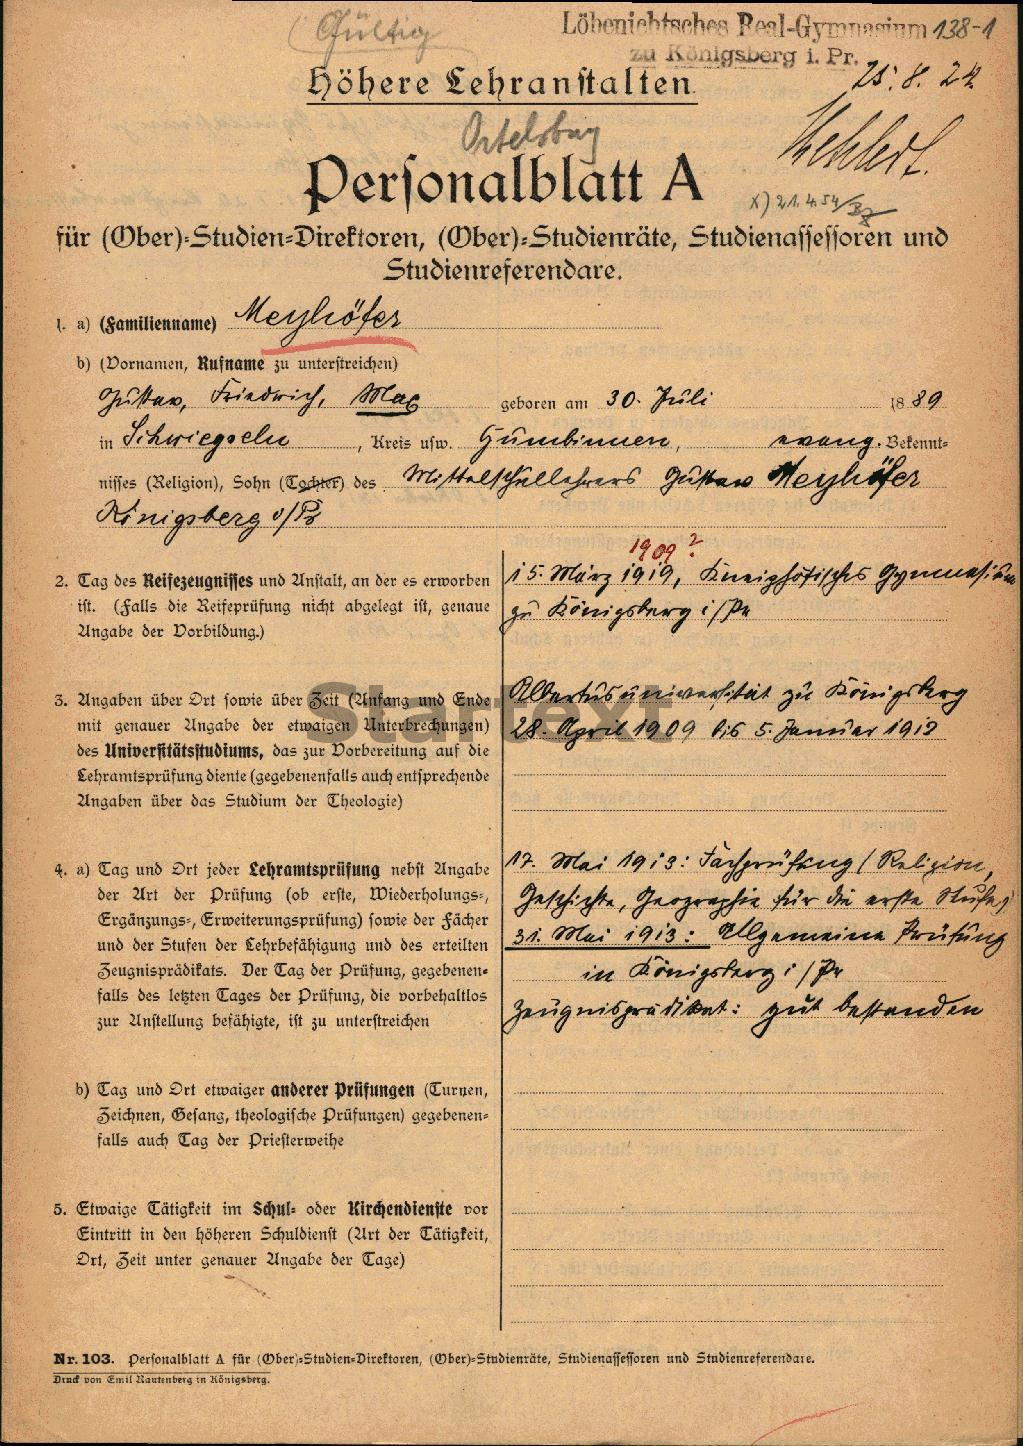 (Gültig)
Löbenichtsches Real-Gymnasium 138-1
zu Königsberg i. Pr.
25. 8. 24
Höhere Lehranstalten.
Ortelsburg
Personalblatt A
x) 21.4.54
für (Ober)-Studien-Direktoren, (Ober)-Studienräte, Studienassessoren und
Studienreferendare.
1. a) (Familienname) Meyhöfer
b) (Vornamen, Rufname zu unterstreichen)
Gustav, Friedrich, Max geboren am 30. Juli 1889
in Schwiegseln, Kreis usw. Gumbinnen, evang. Bekennt-
nisses (Religion), Sohn (Tochter) des Mittelschullehrers Gustav Meyhöfer
Königsberg o/Pr
1909?
2. Tag des Reifezeugnisses und Anstalt, an der es erworben
ist. (Falls die Reifeprüfung nicht abgelegt ist, genaue
Angabe der Vorbildung.)
15. März 1919, Kneiphöfisches Gymnasium
zu Königsberg i/Pr
3. Angaben über Ort sowie über Zeit (Anfang und Ende
mit genauer Angabe der etwaigen Unterbrechungen)
des Universitätsstudiums, das zur Vorbereitung auf die
Lehramtsprüfung diente (gegebenenfalls auch entsprechende
Angaben über das Studium der Theologie)
Albertusuniversität zu Königsberg
28. April 1909 bis 5. Januar 1913
Startext
4. a) Tag und Ort jeder Lehramtsprüfung nebst Angabe
der Art der Prüfung (ob erste, Wiederholungs-,
Ergänzungs-, Erweiterungsprüfung) sowie der Fächer
und der Stufen der Lehrbefähigung und des erteilten
Zeugnisprädikats. Der Tag der Prüfung, gegebenen-
falls des letzten Tages der Prüfung, die vorbehaltlos
zur Anstellung befähigte, ist zu unterstreichen
17. Mai 1913: Fachprüfung (Religion,
Geschichte, Geographie für die erste Stufe)
31. Mai 1913: Allgemeine Prüfung
in Königsberg i/Pr
Zeugnisprädikat: gut bestanden
b) Tag und Ort etwaiger anderer Prüfungen (Turnen,
Zeichnen, Gesang, theologische Prüfungen) gegebenen-
falls auch Tag der Priesterweihe
5. Etwaige Tätigkeit im Schul- oder Kirchendienste vor
Eintritt in den höheren Schuldienst (Art der Tätigkeit,
Ort, Zeit unter genauer Angabe der Tage)
Nr. 103. Personalblatt A für (Ober)-Studien-Direktoren, (Ober)-Studienräte, Studienassessoren und Studienreferendare.
Druck von Emil Rautenberg in Königsberg.